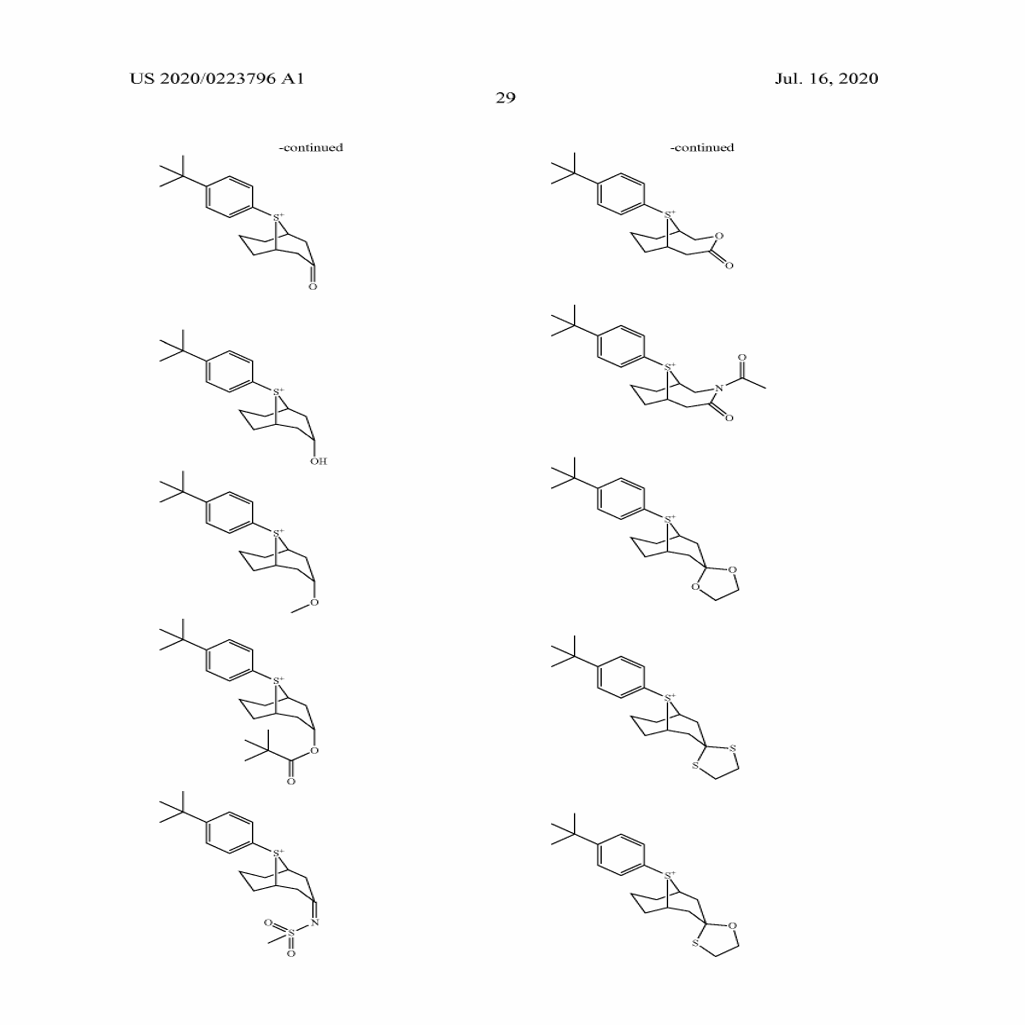 US 2020/0223796 A1
Jul. 16, 2020
29
-continued
S+
O
S+
OH
S+
O
S+
O
O
S+
N
O
S
O
-continued
S+
O
O
S+
N
O
O
S+
O
O
S+
S
S
S+
O
S